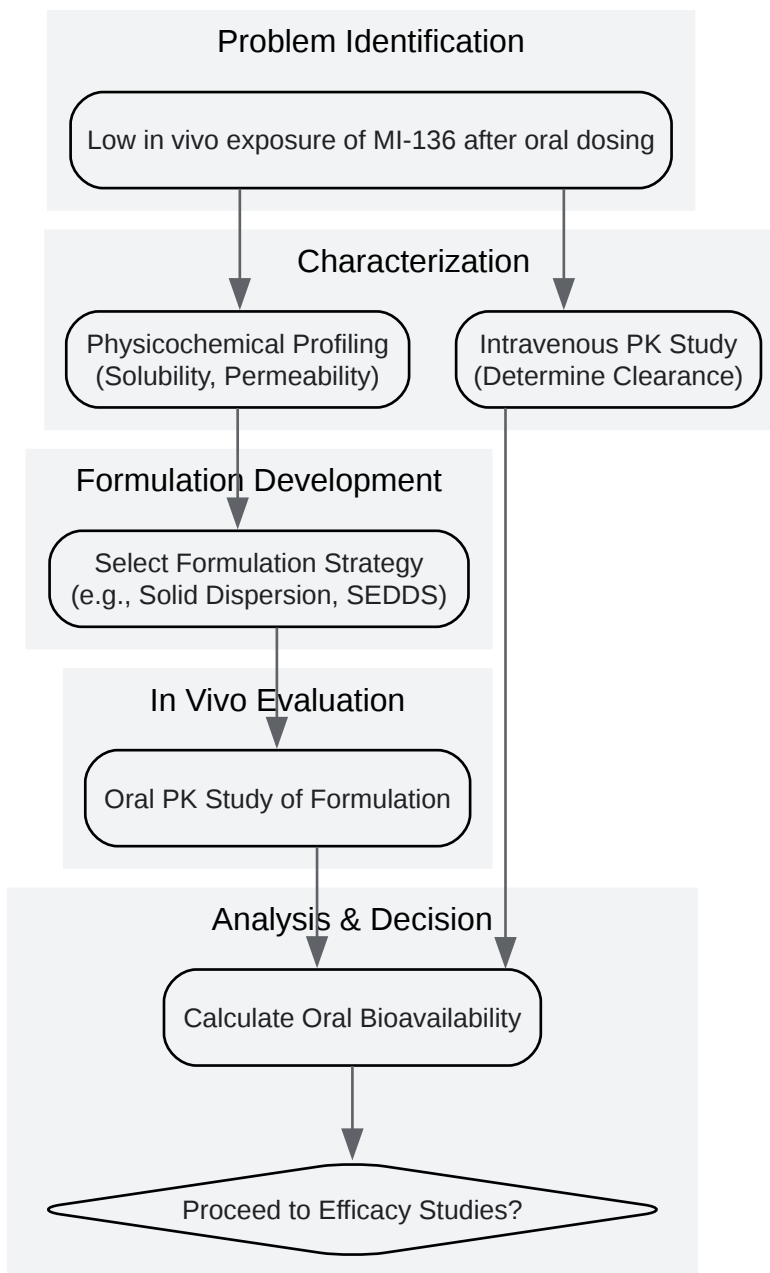 Problem Identification
Low in vivo exposure of MI-136 after oral dosing
Characterization
Physicochemical Profiling
(Solubility, Permeability)
Intravenous PK Study
(Determine Clearance)
Formulation Development
Select Formulation Strategy
(e.g., Solid Dispersion, SEDDS)
In Vivo Evaluation
Oral PK Study of Formulation
Analysis & Decision
Calculate Oral Bioavailability
Proceed to Efficacy Studies?